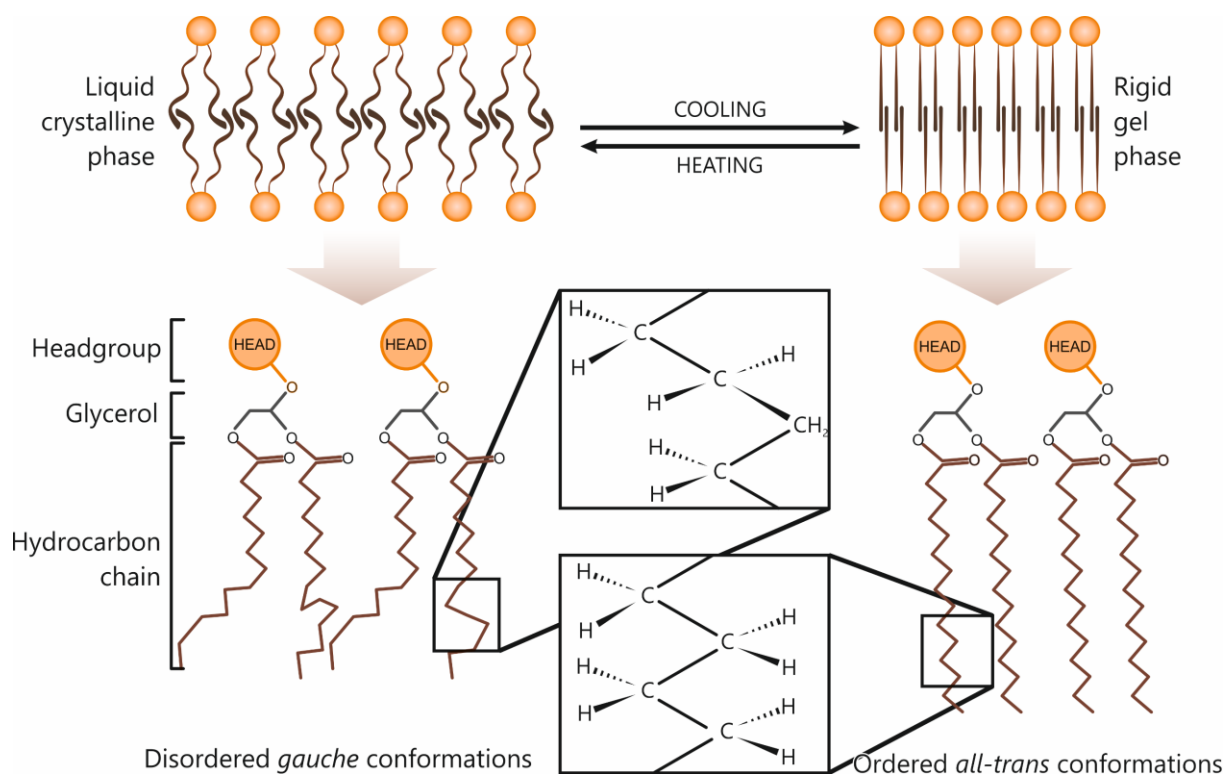 Liquid
crystalline
phase
COOLING
HEATING
Rigid
gel
phase
Headgroup
Glycerol
Hydrocarbon
chain
HEAD
O
O
O
O
HEAD
O
O
O
O
O
H
H
C
C
H
H
CH₂
H
H
C
H
H
C
C
H
H
H
H
C
C
H
H
HEAD
O
O
O
O
HEAD
O
O
O
O
O
Disordered gauche conformations
Ordered all-trans conformations